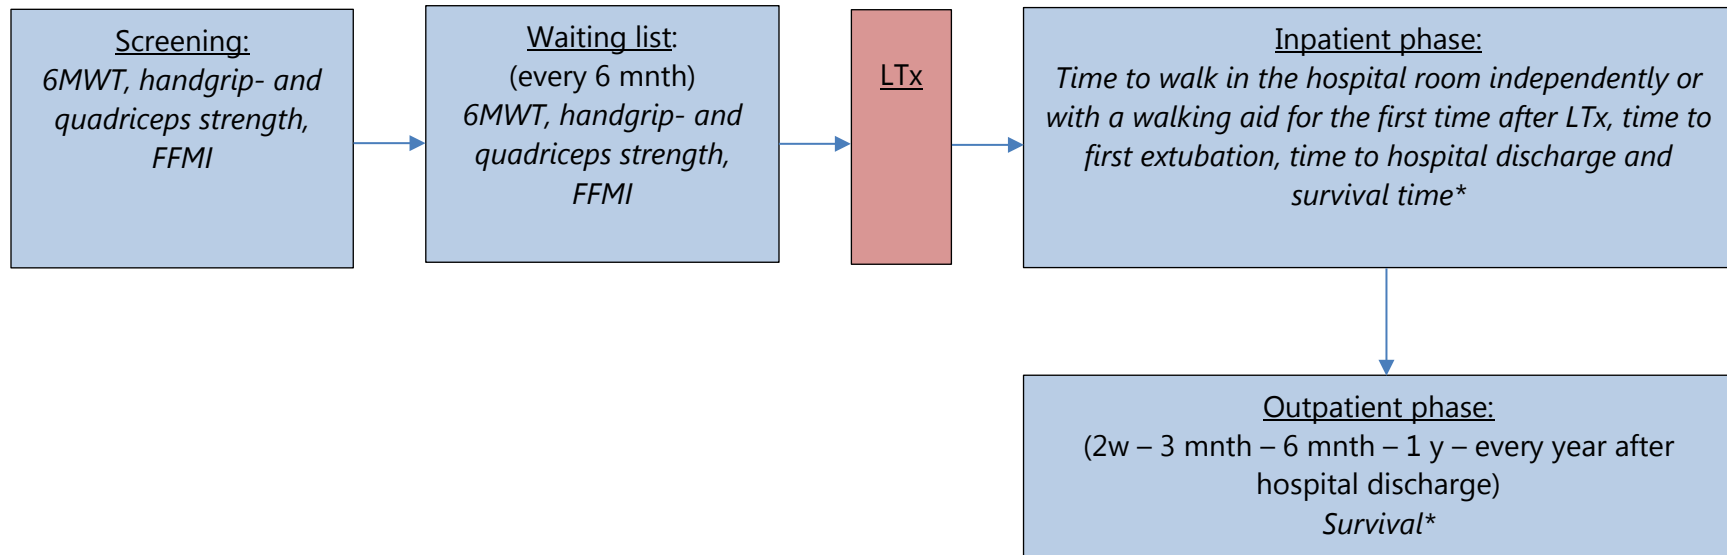 Screening:
6MWT, handgrip- and
quadriceps strength,
FFMI
Waiting list:
(every 6 mnth)
6MWT, handgrip- and
quadriceps strength,
FFMI
LTx
Inpatient phase:
Time to walk in the hospital room independently or
with a walking aid for the first time after LTx, time to
first extubation, time to hospital discharge and
survival time*
Outpatient phase:
(2w – 3 mnth – 6 mnth – 1 y – every year after
hospital discharge)
Survival*